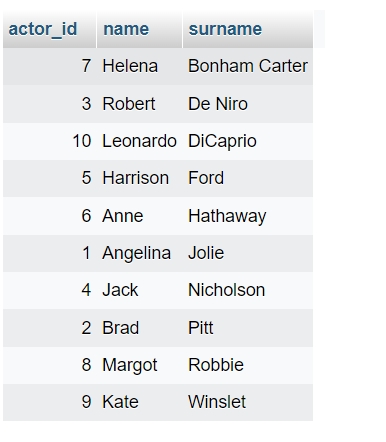 actor_id name surname
7 Helena Bonham Carter
3 Robert De Niro
10 Leonardo DiCaprio
5 Harrison Ford
6 Anne Hathaway
1 Angelina Jolie
4 Jack Nicholson
2 Brad Pitt
8 Margot Robbie
9 Kate Winslet